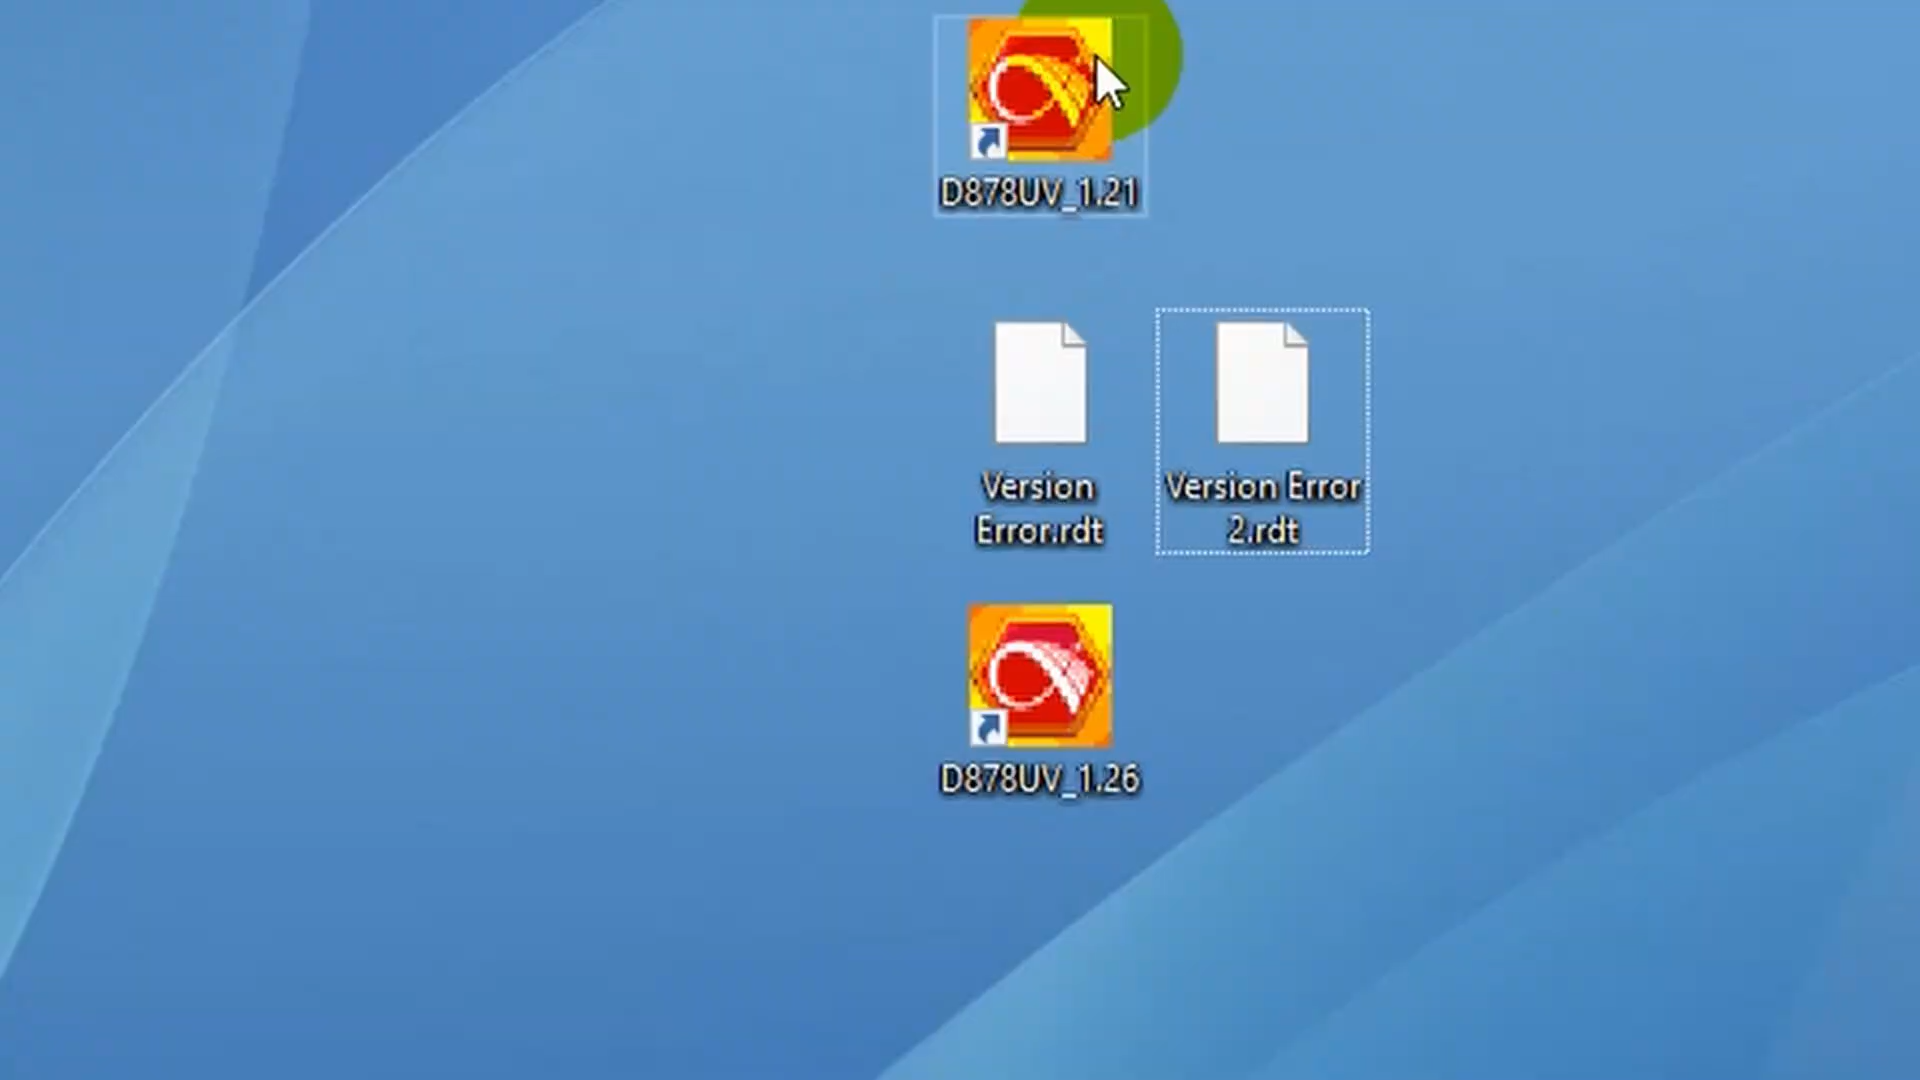 D878UV_1.21
Version
Error.rdt
Version Error
2.rdt
D878UV_1.26